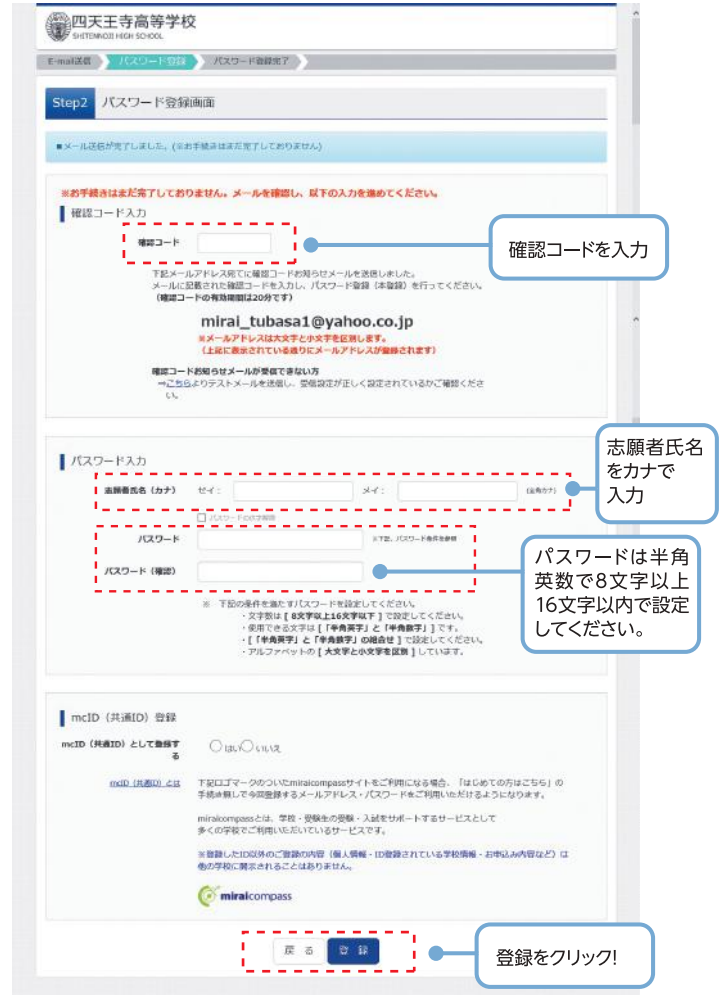 四天王寺高等学校
SHITENNOJI HIGH SCHOOL
E-mail送信 パスワード登録 パスワード登録完了
Step2 パスワード登録画面
■メール送信が完了しました。(※お手続きはまだ完了しておりません)
※お手続きはまだ完了しておりません。メールを確認し、以下の入力を進めてください。
確認コード入力
確認コード
確認コードを入力
下記メールアドレス宛てに確認コードお知らせメールを送信しました。
メールに記載された確認コードを入力し、パスワード登録（本登録）を行ってください。
(確認コードの有効期間は20分です)
mirai_tubasa1@yahoo.co.jp
※メールアドレスは大文字と小文字を区別します。
（上記に表示されている通りにメールアドレスが登録されます）
確認コードお知らせメールが受信できない方
⇒こちらよりテストメールを送信し、受信設定が正しく設定されているかご確認くださ
い。
パスワード入力
志願者氏名（カナ） セイ： メイ： (全角カナ)
志願者氏名
をカナで
入力
パスワードの伏字解除
パスワード ※下記、パスワード条件を参照
パスワード（確認）
パスワードは半角
英数で8文字以上
16文字以内で設定
してください。
※ 下記の条件を満たすパスワードを設定してください。
・文字数は [ 8文字以上16文字以下 ] で設定してください。
・使用できる文字は [「半角英字」と「半角数字」] です。
・[「半角英字」と「半角数字」の組合せ ] で設定してください。
・アルファベットの [ 大文字と小文字を区別 ] しています。
mcID（共通ID）登録
mcID（共通ID）として登録す
る
はい いいえ
mcID（共通ID）とは
下記ロゴマークのついたmiraicompassサイトをご利用になる場合、「はじめての方はこちら」の
手続き無しで今回登録するメールアドレス・パスワードをご利用いただけるようになります。
miraicompassとは、学校・受験生の受験・入試をサポートするサービスとして
多くの学校でご利用いただいているサービスです。
※登録したID以外のご登録の内容（個人情報・ID登録されている学校情報・お申込み内容など）は
他の学校に開示されることはありません。
miraicompass
戻る 登録
登録をクリック!